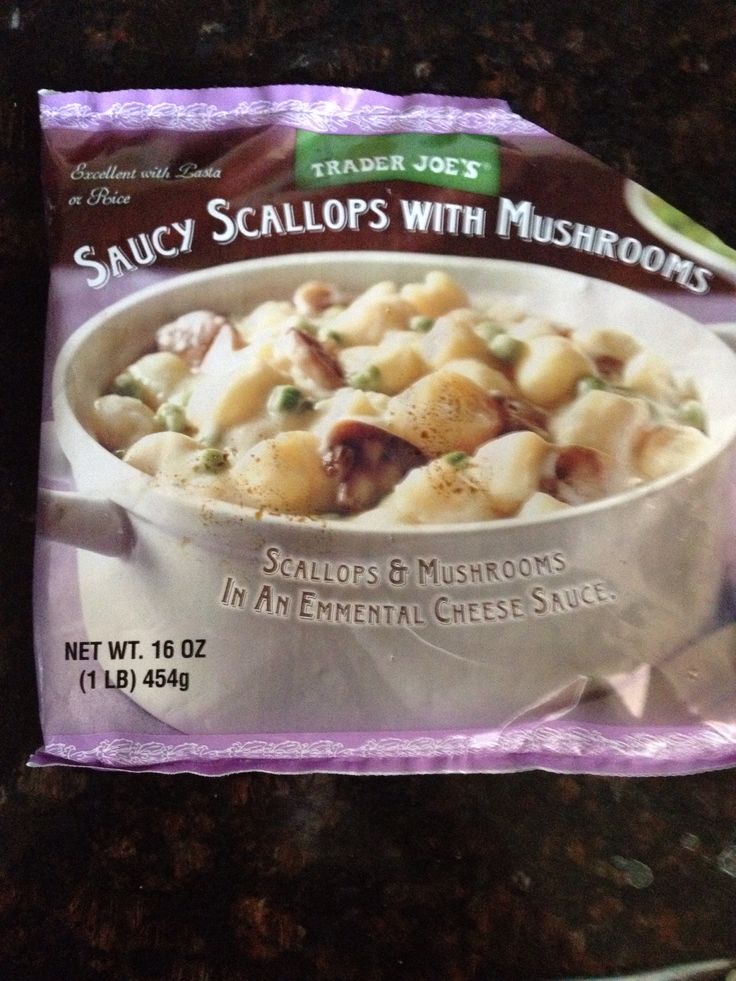 Excellent with Pasta
or Rice
TRADER JOE'S®
SAUCY SCALLOPS WITH MUSHROOMS
SCALLOPS & MUSHROOMS
IN AN EMMENTAL CHEESE SAUCE.
NET WT. 16 OZ
(1 LB) 454g